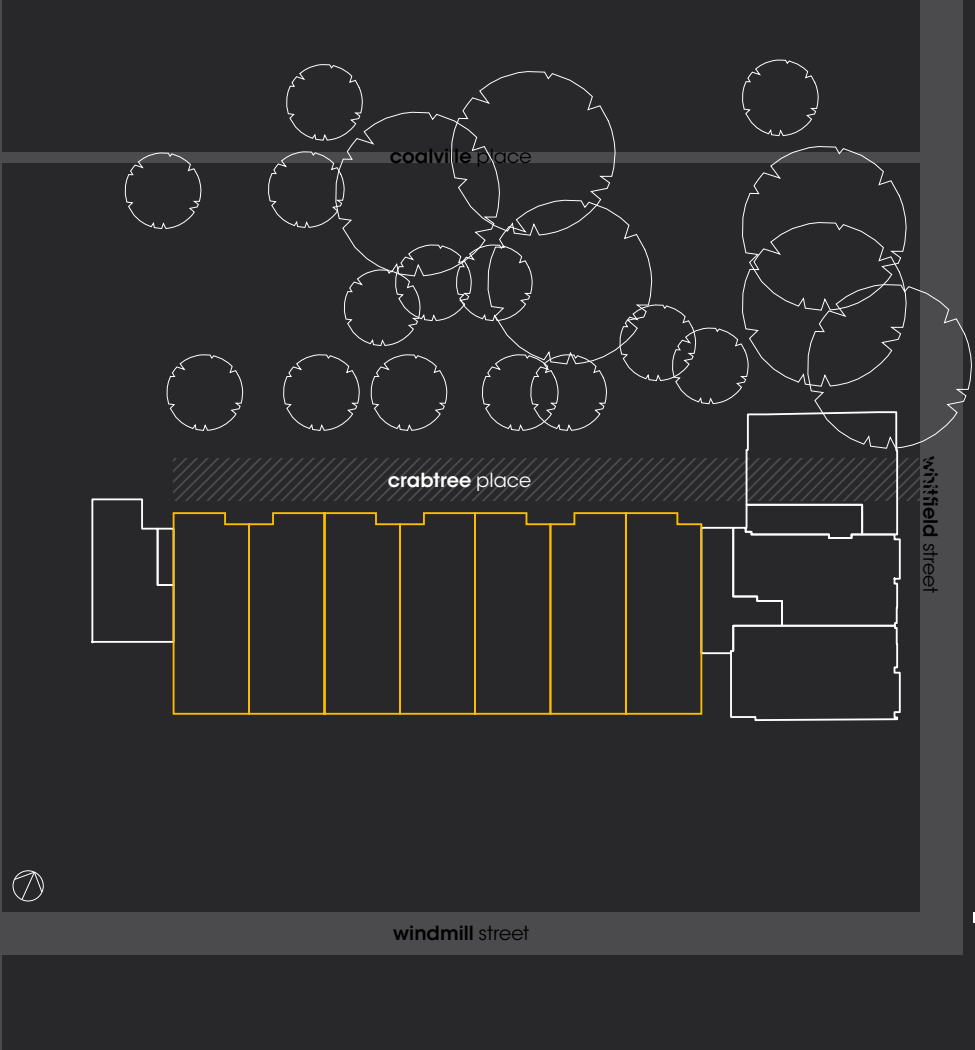 coalville place
crabtree place
whitfield street
windmill street